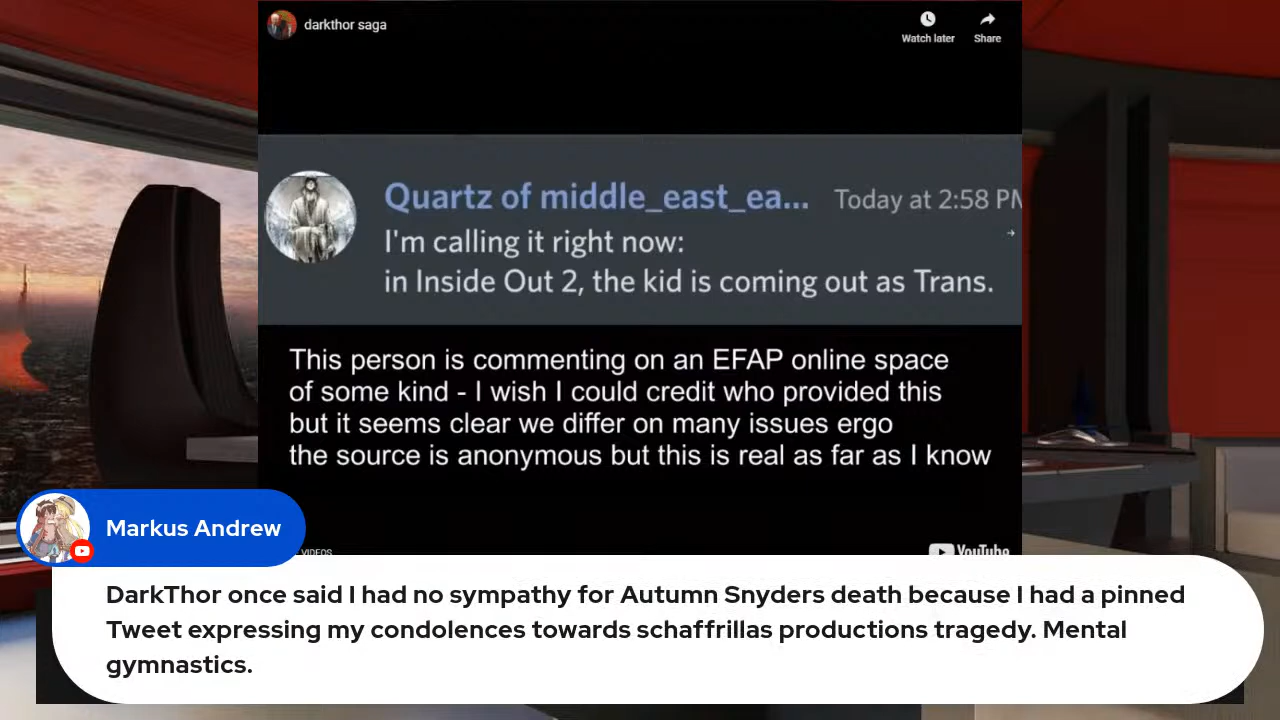 darkthor saga
Watch later
Share
Quartz of middle_east_ea...
Today at 2:58 PM
I'm calling it right now:
in Inside Out 2, the kid is coming out as Trans.
This person is commenting on an EFAP online space
of some kind - I wish I could credit who provided this
but it seems clear we differ on many issues ergo
the source is anonymous but this is real as far as I know
VIDEOS
YouTube
Markus Andrew
DarkThor once said I had no sympathy for Autumn Snyders death because I had a pinned
Tweet expressing my condolences towards schaffrillas productions tragedy. Mental
gymnastics.